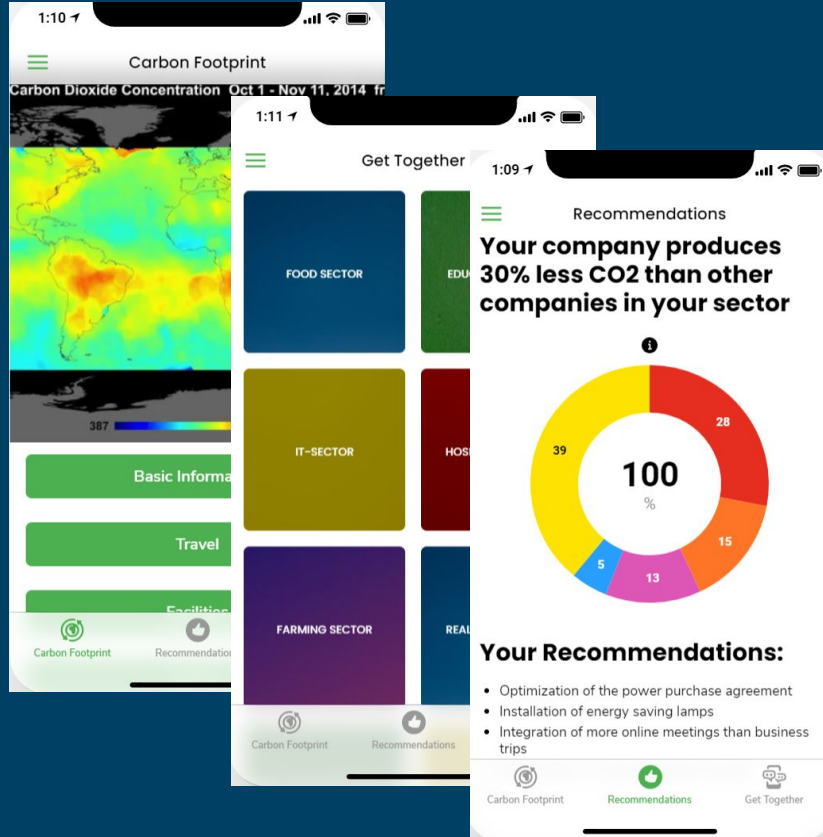 1:10
Carbon Footprint
Carbon Dioxide Concentration Oct 1 - Nov 11, 2014
387
Basic
Travel
Facilities
Carbon Footprint
1:11
Get Together
FOOD SECTOR
IT-SECTOR
FARMING SECTOR
Carbon Footprint Recommendations
1:09
Recommendations
Your company produces
30% less CO2 than other
companies in your sector
28
39
100
%
15
5
13
Your Recommendations:
• Optimization of the power purchase agreement
• Installation of energy saving lamps
• Integration of more online meetings than business
trips
Carbon Footprint Recommendations Get Together